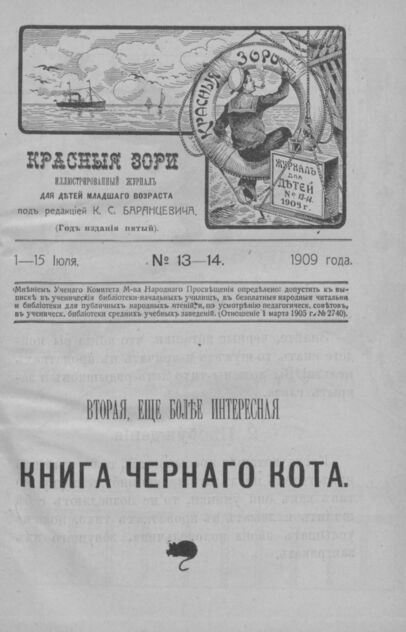 КРАСНЫЯ ЗОРИ
КРАСНЫЯ ЗОРИ
ИЛЛЮСТРИРОВАННЫЙ ЖУРНАЛЪ
ДЛЯ ДѢТЕЙ МЛАДШАГО ВОЗРАСТА
подъ редакціей К. С. БАРАНЦЕВИЧА.
(Годъ изданія пятый).
ЖУРНАЛЪ
для
ДѢТЕЙ
№ 13-14.
1909 г.
1—15 Іюля. № 13—14. 1909 года.
Мнѣніемъ Ученаго Комитета М-ва Народнаго Просвѣщенія опредѣлено: допустить къ вы-
пискѣ въ ученическія библіотеки начальныхъ училищъ, въ безплатныя народныя читальни
и библіотеки для публичныхъ народныхъ чтеній, и, по усмотрѣнію педагогическ. совѣтовъ,
въ ученическ. библіотеки среднихъ учебныхъ заведеній. (Отношеніе 1 марта 1905 г. № 2740).
ВТОРАЯ, ЕЩЕ БОЛѢЕ ИНТЕРЕСНАЯ
КНИГА ЧЕРНАГО КОТА.